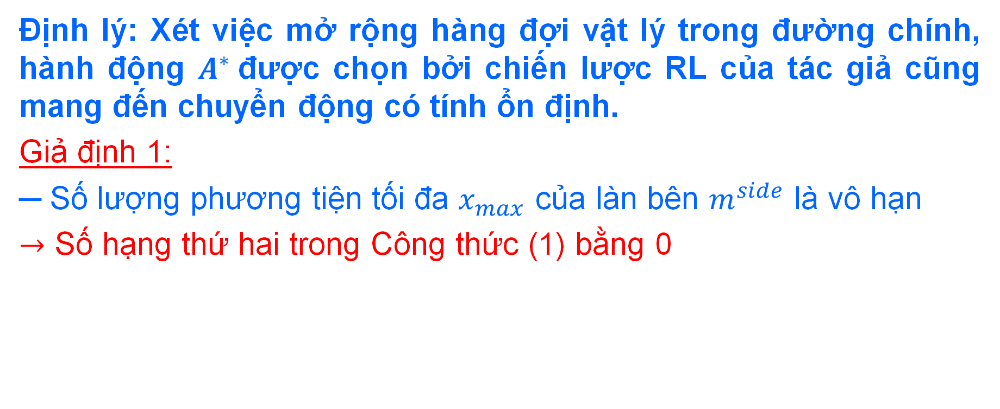 Định lý: Xét việc mở rộng hàng đợi vật lý trong đường chính,
hành động A* được chọn bởi chiến lược RL của tác giả cũng
mang đến chuyển động có tính ổn định.
Giả định 1:
─ Số lượng phương tiện tối đa x_max của làn bên m^side là vô hạn
→ Số hạng thứ hai trong Công thức (1) bằng 0